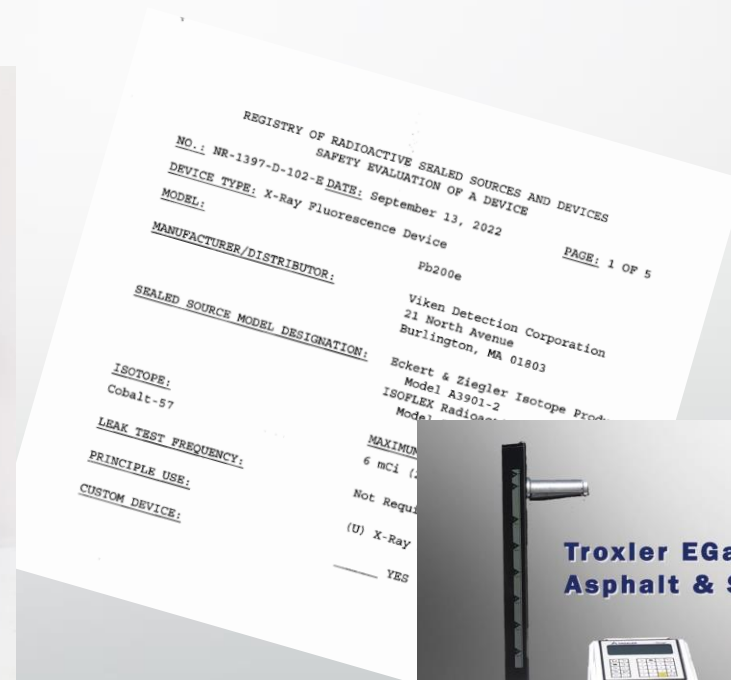 REGISTRY OF RADIOACTIVE SEALED SOURCES AND DEVICES
SAFETY EVALUATION OF A DEVICE
NO.: NR-1397-D-102-E DATE: September 13, 2022
PAGE: 1 OF 5
DEVICE TYPE: X-Ray Fluorescence Device
MODEL:
Pb200e
MANUFACTURER/DISTRIBUTOR:
Viken Detection Corporation
21 North Avenue
Burlington, MA 01803
SEALED SOURCE MODEL DESIGNATION:
Eckert & Ziegler Isotope
Model A3901-2
ISOFLEX
ISOTOPE:
Cobalt-57
6 mCi
LEAK TEST FREQUENCY:
Not
PRINCIPLE USE:
(U) X-Ray
CUSTOM DEVICE:
YES
Troxler
Asphalt &